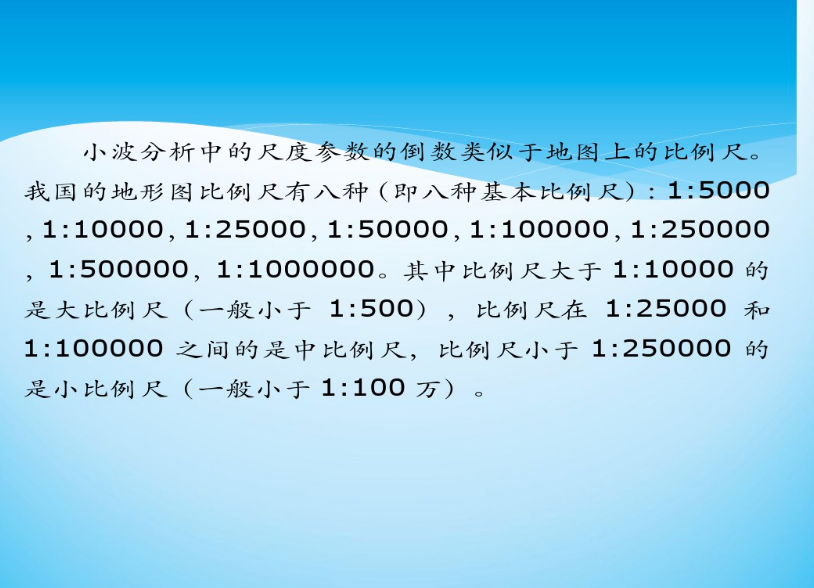 小波分析中的尺度参数的倒数类似于地图上的比例尺。
我国的地形图比例尺有八种(即八种基本比例尺):1:5000
,1:10000,1:25000,1:50000,1:100000,1:250000
，1:500000，1:1000000。其中比例尺大于 1:10000 的
是大比例尺（一般小于 1:500），比例尺在 1:25000 和
1:100000 之间的是中比例尺，比例尺小于 1:250000 的
是小比例尺（一般小于 1:100 万）。